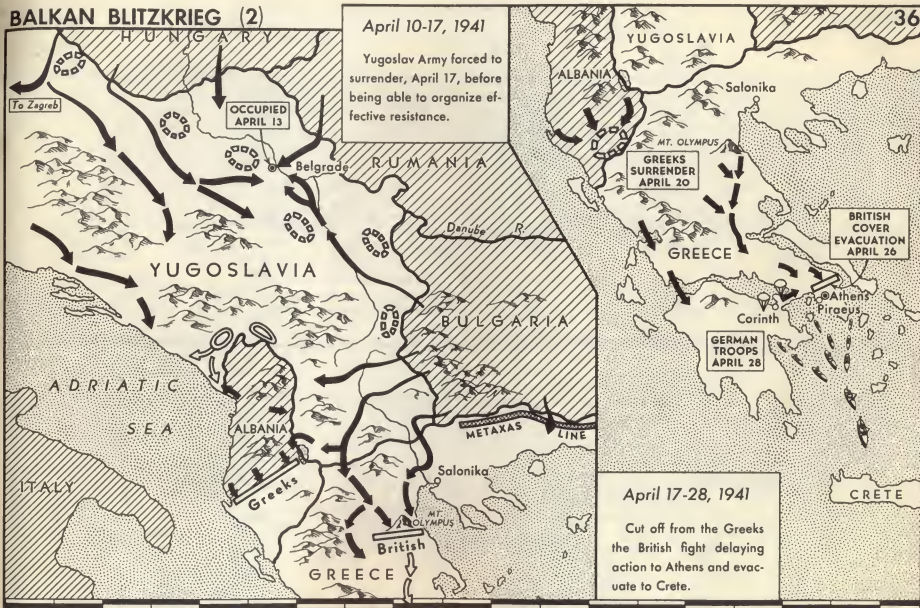 BALKAN BLITZKRIEG (2)
36
HUNGARY
April 10-17, 1941
Yugoslav Army forced to
surrender, April 17, before
being able to organize ef-
fective resistance.
To Zagreb
OCCUPIED
APRIL 13
Belgrade
RUMANIA
Danube R.
YUGOSLAVIA
BULGARIA
ADRIATIC
SEA
ALBANIA
METAXAS
LINE
Greeks
Salonika
ITALY
MT.
OLYMPUS
British
GREECE
YUGOSLAVIA
ALBANIA
Salonika
MT. OLYMPUS
GREEKS
SURRENDER
APRIL 20
BRITISH
COVER
EVACUATION
APRIL 26
GREECE
Athens
Piraeus
Corinth
GERMAN
TROOPS
APRIL 28
CRETE
April 17-28, 1941
Cut off from the Greeks
the British fight delaying
action to Athens and evac-
uate to Crete.